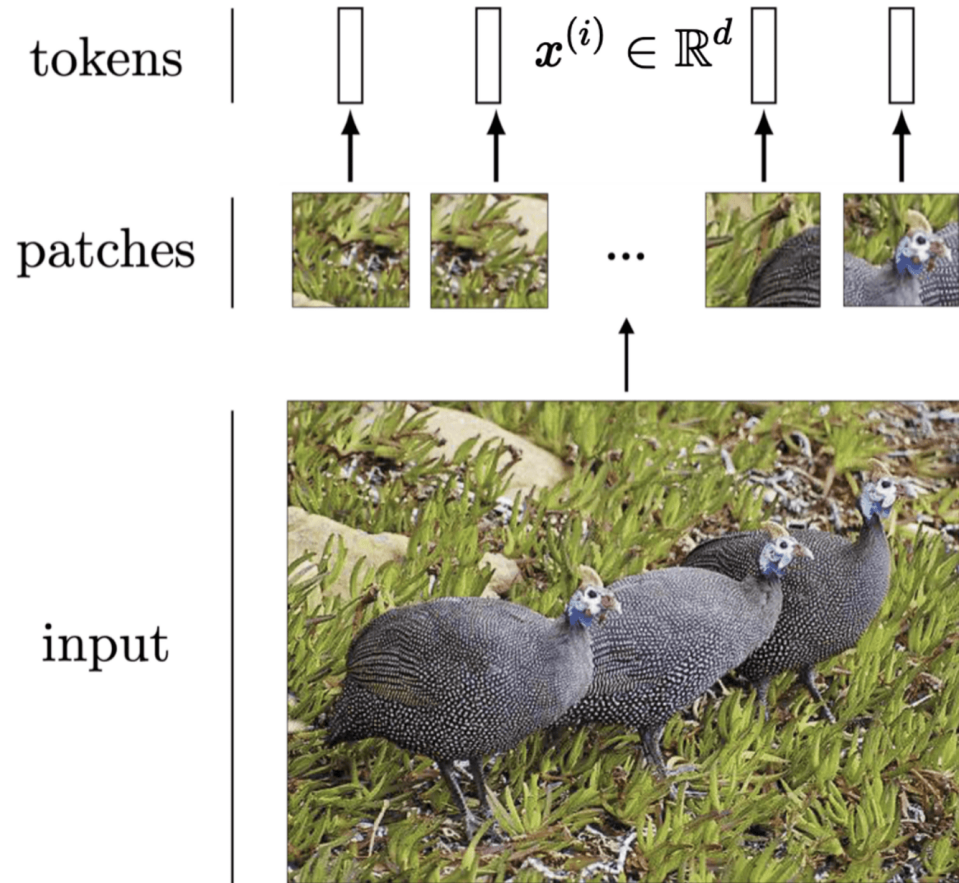 tokens
x^{(i)} ∈ ℝ^d
patches
...
input